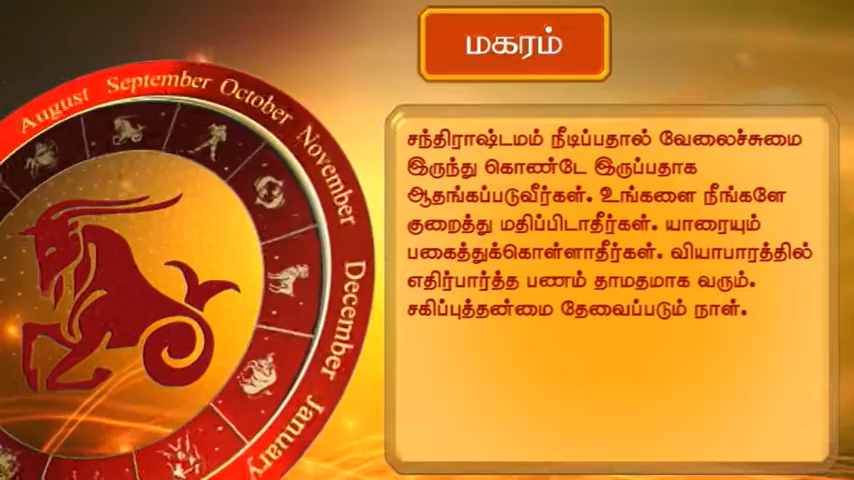 மகரம்
August September October November December January
சந்திராஷ்டமம் நீடிப்பதால் வேலைச்சுமை
இருந்து கொண்டே இருப்பதாக
ஆதங்கப்படுவீர்கள். உங்களை நீங்களே
குறைத்து மதிப்பிடாதீர்கள். யாரையும்
பகைத்துக்கொள்ளாதீர்கள். வியாபாரத்தில்
எதிர்பார்த்த பணம் தாமதமாக வரும்.
சகிப்புத்தன்மை தேவைப்படும் நாள்.